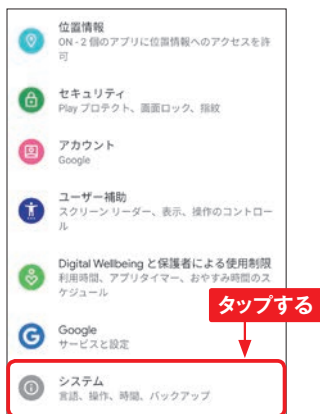 位置情報
ON - 2 個のアプリに位置情報へのアクセスを許
可
セキュリティ
Play プロテクト、画面ロック、指紋
アカウント
Google
ユーザー補助
スクリーン リーダー、表示、操作のコントロー
ル
Digital Wellbeing と保護者による使用制限
利用時間、アプリタイマー、おやすみ時間のス
ケジュール
タップする
Google
サービスと設定
システム
言語、操作、時間、バックアップ